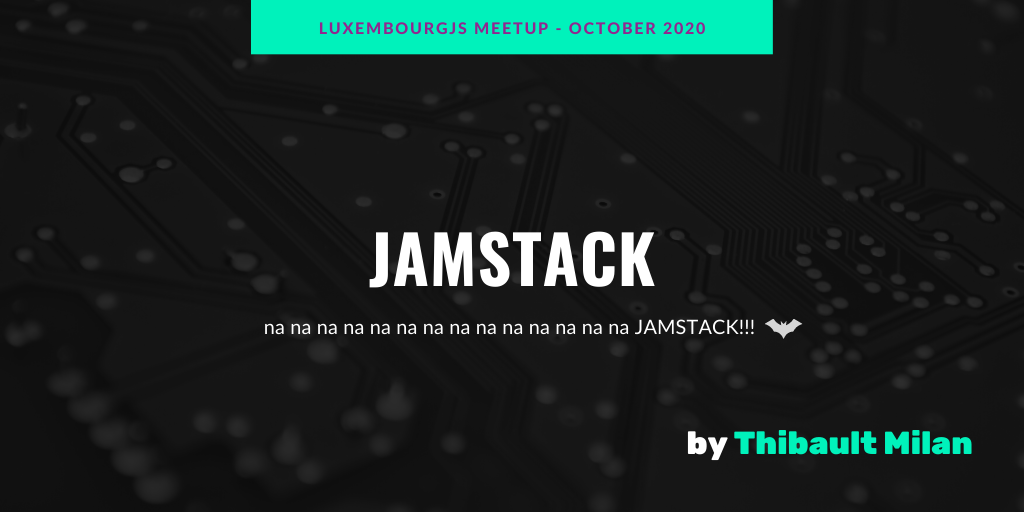 LUXEMBOURGJS MEETUP - OCTOBER 2020
JAMSTACK
na na na na na na na na na na na na na na JAMSTACK!!!
by Thibault Milan